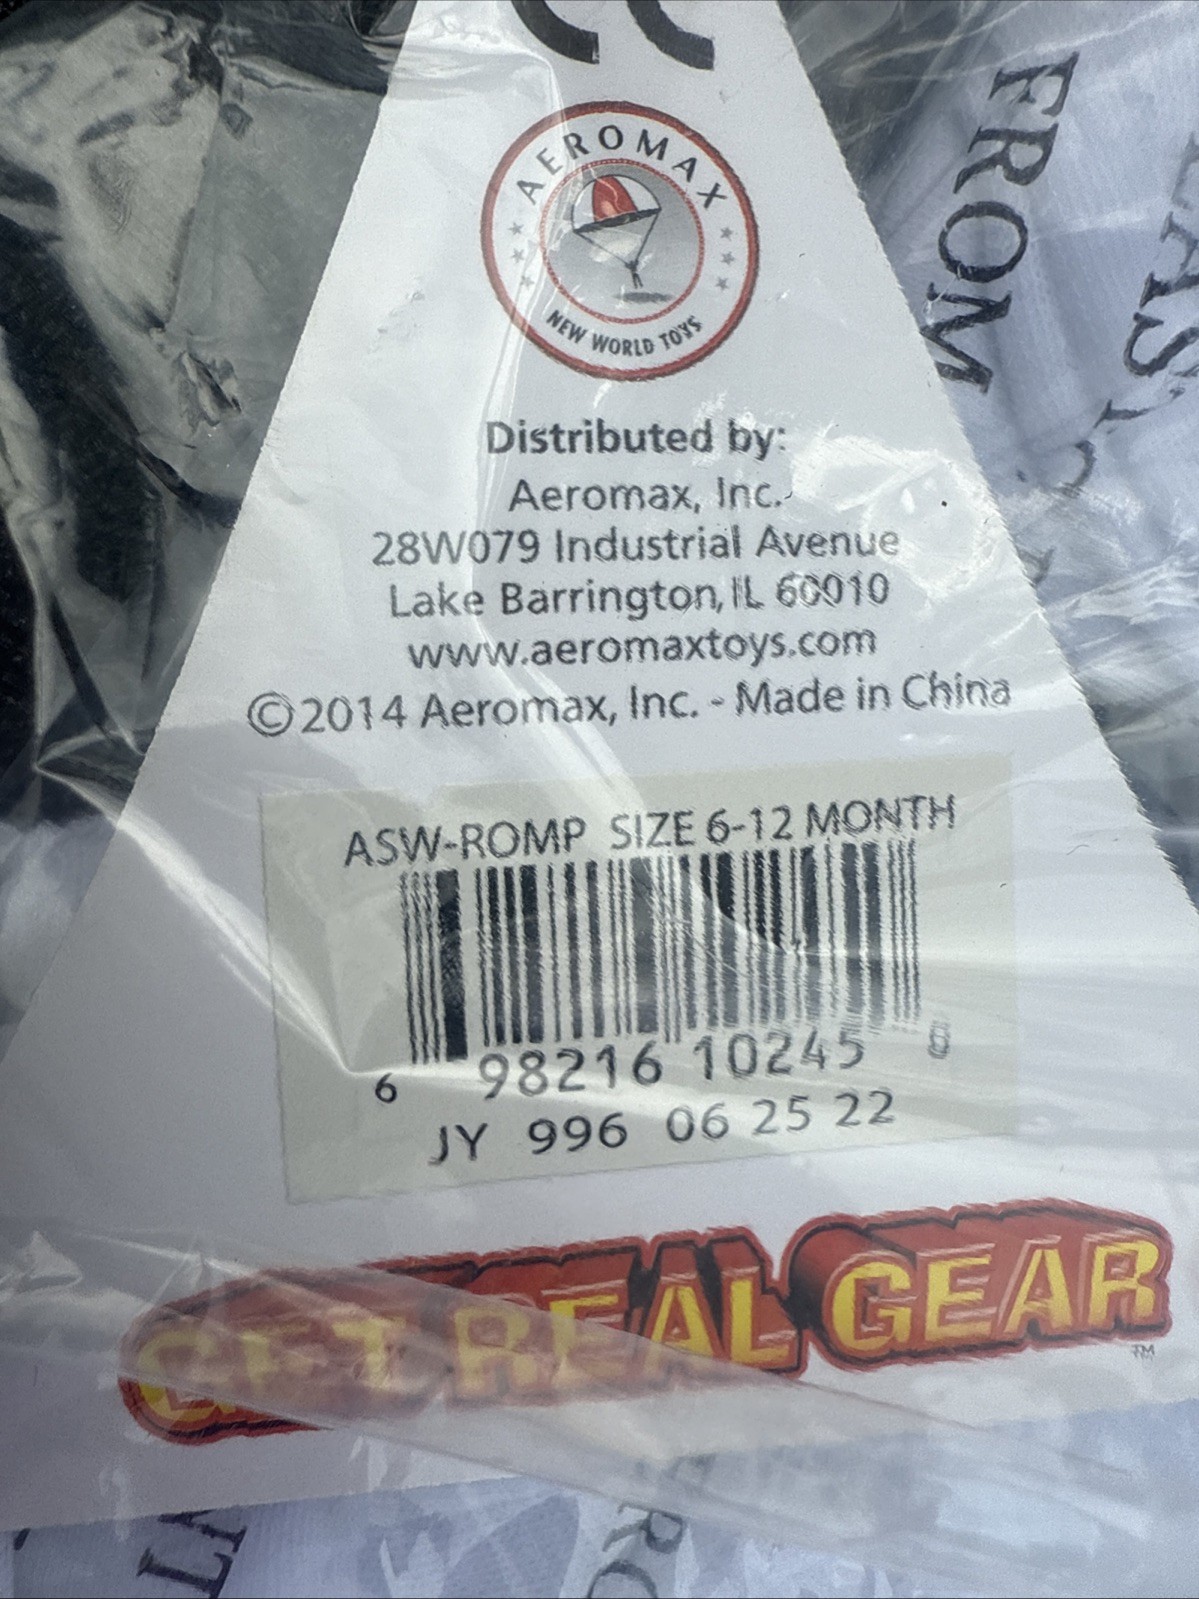 AEROMAX
NEW WORLD TOYS
FROM
Distributed by:
Aeromax, Inc.
28W079 Industrial Avenue
Lake Barrington, IL 60010
www.aeromaxtoys.com
©2014 Aeromax, Inc. - Made in China
ASW-ROMP SIZE 6-12 MONTH
6 98216 10245
JY 996 06 25 22
GET REAL GEAR™